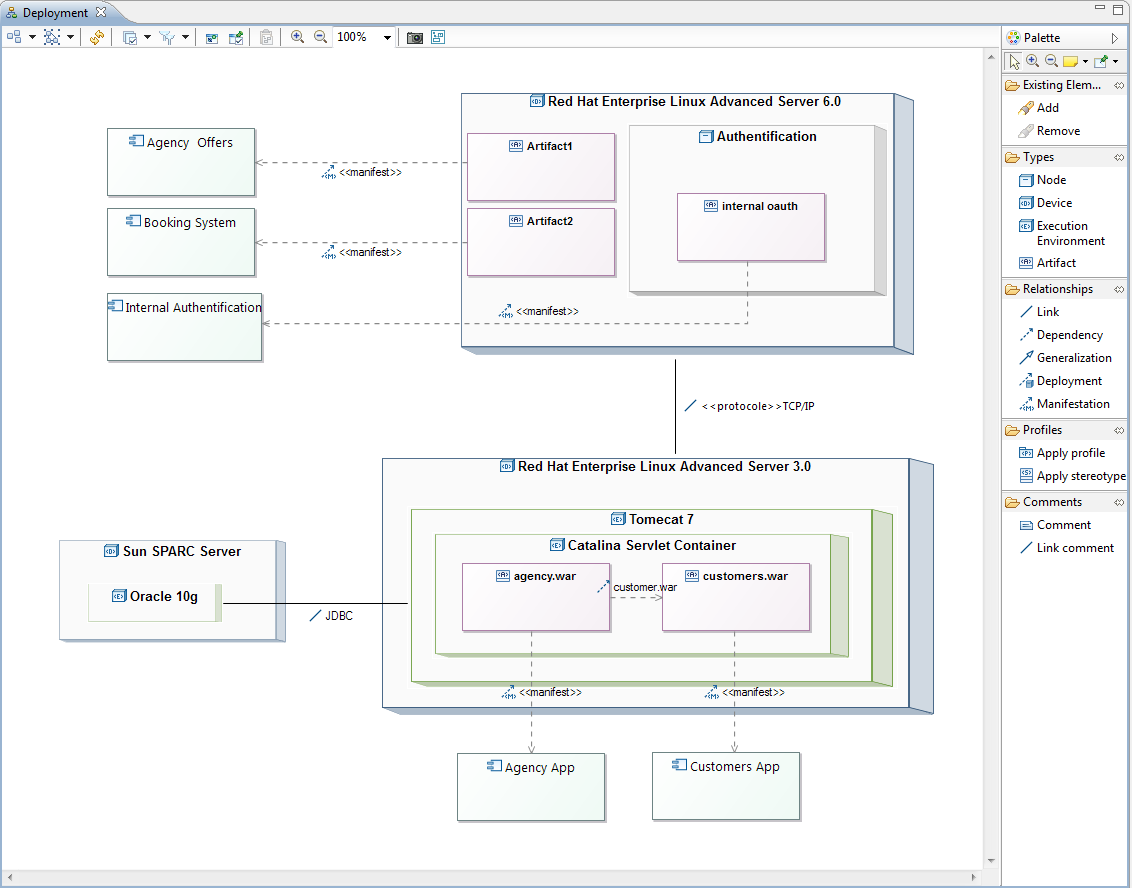 Deployment
100%
Red Hat Enterprise Linux Advanced Server 6.0
Agency  Offers
<<manifest>>
Artifact1
Authentification
internal oauth
Booking System
<<manifest>>
Artifact2
Internal Authentification
<<manifest>>
<<protocole>>TCP/IP
Red Hat Enterprise Linux Advanced Server 3.0
Tomecat 7
Catalina Servlet Container
agency.war
customer.war
customers.war
Sun SPARC Server
Oracle 10g
JDBC
<<manifest>>
<<manifest>>
Agency App
Customers App
Palette
Existing Elem...
Add
Remove
Types
Node
Device
Execution
Environment
Artifact
Relationships
Link
Dependency
Generalization
Deployment
Manifestation
Profiles
Apply profile
Apply stereotype
Comments
Comment
Link comment